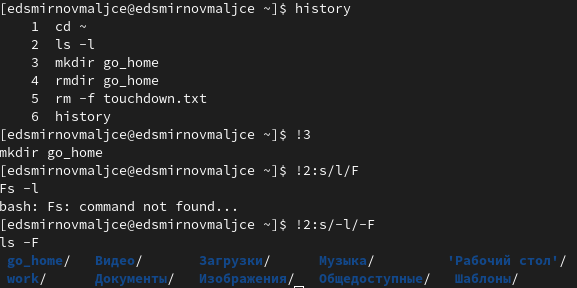 [edsmirnovmaljce@edsmirnovmaljce ~]$ history
    1  cd ~
    2  ls -l
    3  mkdir go_home
    4  rmdir go_home
    5  rm -f touchdown.txt
    6  history
[edsmirnovmaljce@edsmirnovmaljce ~]$ !3
mkdir go_home
[edsmirnovmaljce@edsmirnovmaljce ~]$ !2:s/l/F
Fs -l
bash: Fs: command not found...
[edsmirnovmaljce@edsmirnovmaljce ~]$ !2:s/-l/-F
ls -F
go_home/   Видео/      Загрузки/      Музыка/         'Рабочий стол'/
work/      Документы/  Изображения/   Общедоступные/   Шаблоны/